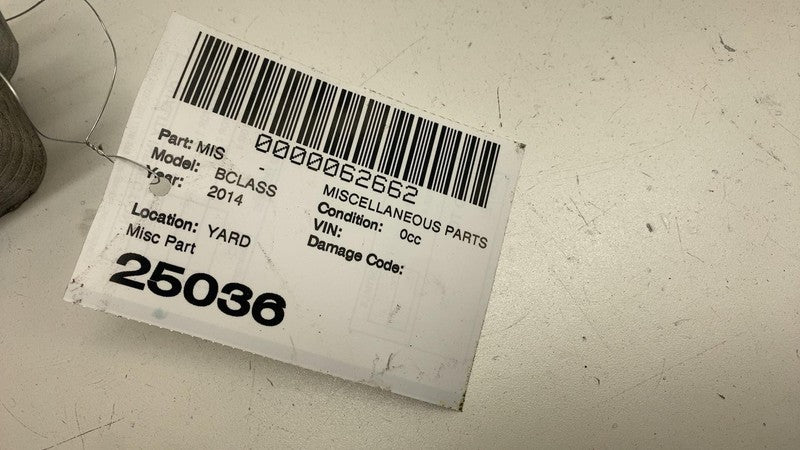 0000062662
Part: MIS -
MISCELLANEOUS PARTS
Model: BCLASS
Condition: 0cc
Year: 2014
VIN:
Damage Code:
Location: YARD
Misc Part
25036